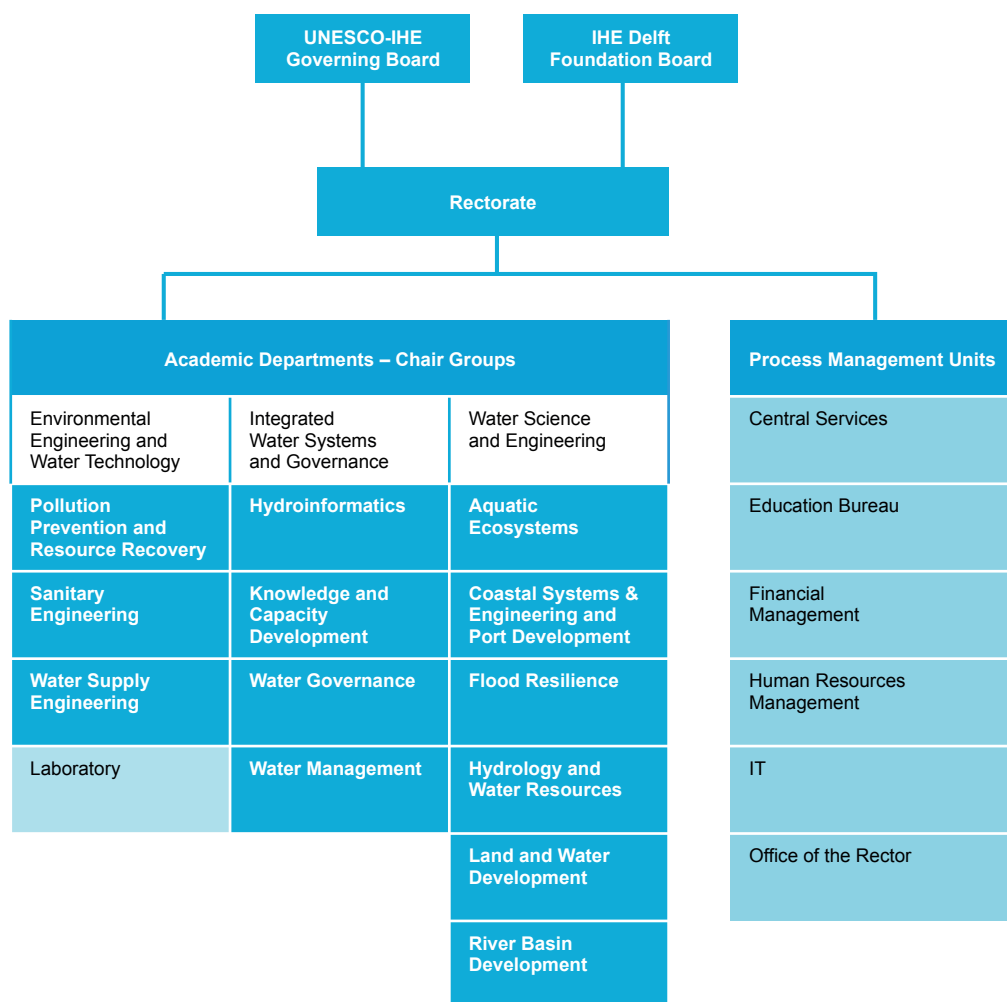 UNESCO-IHE
Governing Board
IHE Delft
Foundation Board
Rectorate
Academic Departments – Chair Groups
Environmental
Engineering and
Water Technology
Integrated
Water Systems
and Governance
Water Science
and Engineering
Pollution
Prevention and
Resource Recovery
Hydroinformatics
Aquatic
Ecosystems
Sanitary
Engineering
Knowledge and
Capacity
Development
Coastal Systems &
Engineering and
Port Development
Water Supply
Engineering
Water Governance
Flood Resilience
Laboratory
Water Management
Hydrology and
Water Resources
Land and Water
Development
River Basin
Development
Process Management Units
Central Services
Education Bureau
Financial
Management
Human Resources
Management
IT
Office of the Rector